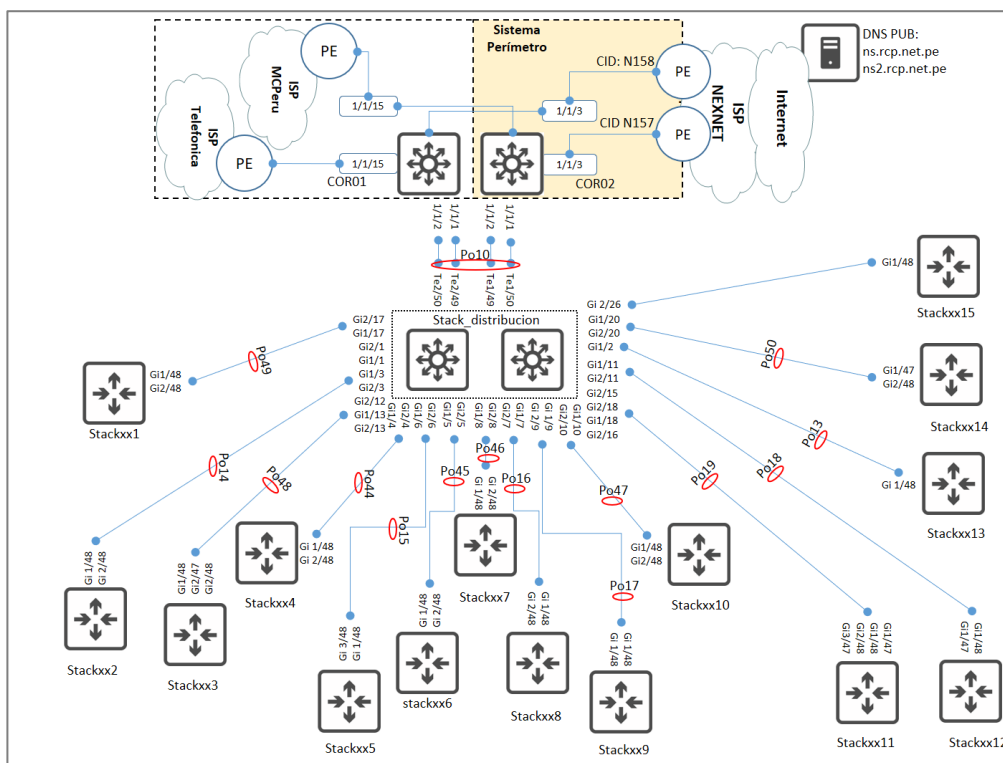 Sistema
Perímetro
DNS PUB:
ns.rcp.net.pe
ns2.rcp.net.pe
PE
ISP
MCPeru
CID: N158
PE
ISP
NEXNET
Internet
1/1/15
1/1/3
CID N157
PE
ISP
Telefonica
PE
1/1/15
1/1/3
COR01
COR02
1/1/2
1/1/1
1/1/2
1/1/1
Po10
Te2/50
Te2/49
Te1/49
Te1/50
Stack_distribucion
Gi2/17
Gi1/17
Gi2/1
Gi1/1
Gi1/3
Gi2/3
Gi2/12
Gi1/13
Gi2/13
Gi 2/26
Gi1/20
Gi2/20
Gi1/2
Gi1/11
Gi2/11
Gi2/15
Gi2/18
Gi1/18
Gi2/16
Gi1/4
Gi2/4
Gi1/6
Gi2/6
Gi1/5
Gi2/5
Gi1/8
Gi2/8
Gi2/7
Gi1/7
Gi 2/9
Gi 1/9
Gi2/10
Gi1/10
Gi1/48
Stackxx15
Po50
Gi1/47
Gi2/48
Stackxx14
Po13
Gi 1/48
Stackxx13
Po49
Gi1/48
Gi2/48
Stackxx1
Po14
Gi 1/48
Gi 2/48
Stackxx2
Po48
Gi1/48
Gi2/47
Gi2/48
Stackxx3
Po44
Gi 1/48
Gi 2/48
Stackxx4
Po15
Gi 3/48
Gi 1/48
Stackxx5
Po45
Gi1/48
Gi2/48
stackxx6
Po46
Gi 1/48
Gi 2/48
Stackxx7
Po16
Gi 2/48
Gi 1/48
Stackxx8
Po17
Gi 1/48
Gi 1/48
Stackxx9
Po47
Gi1/48
Gi2/48
Stackxx10
Po19
Gi3/47
Gi2/48
Gi1/48
Gi1/47
Stackxx11
Po18
Gi1/47
Gi1/48
Stackxx12